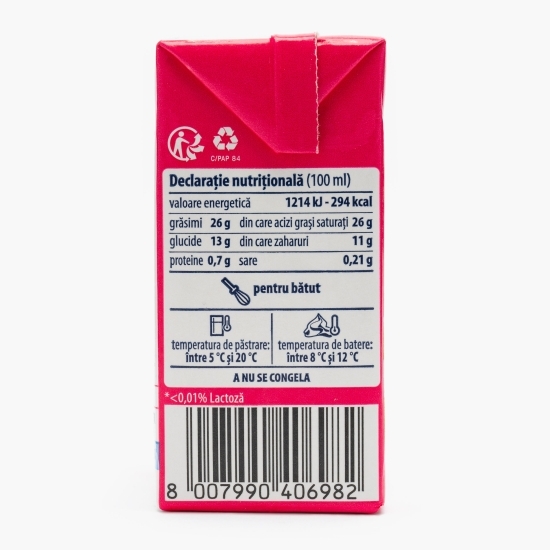 C/PAP 84
Declarație nutrițională (100 ml)
valoare energetică 1214 kJ - 294 kcal
grăsimi 26 g din care acizi grași saturați 26 g
glucide 13 g din care zaharuri 11 g
proteine 0,7 g sare 0,21 g
pentru bătut
temperatura de păstrare: temperatura de batere:
între 5 °C și 20 °C între 8 °C și 12 °C
A NU SE CONGELA
*<0,01% Lactoză
8 007990 406982